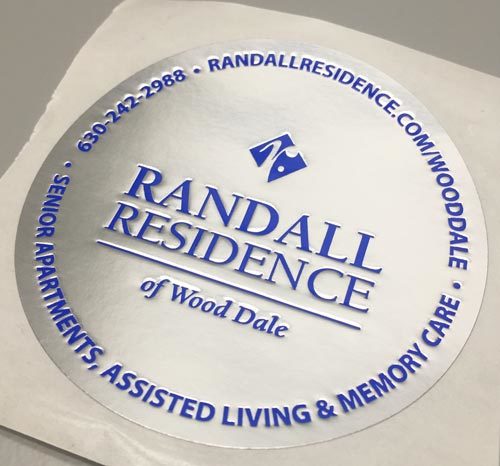 630-242-2988 • RANDALLRESIDENCE.COM/WOODDALE •
RANDALL
RESIDENCE
of Wood Dale
SENIOR APARTMENTS, ASSISTED LIVING & MEMORY CARE •